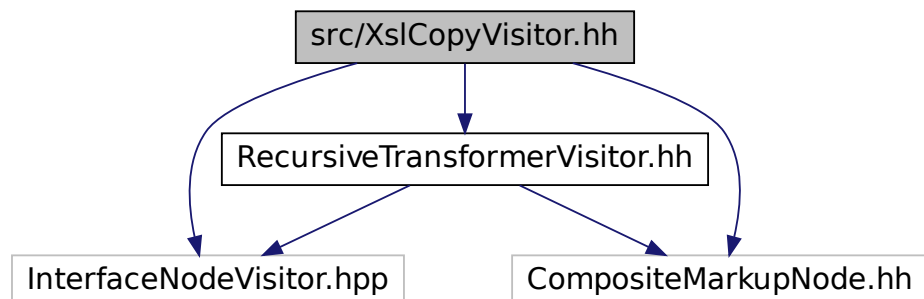 src/XslCopyVisitor.hh
RecursiveTransformerVisitor.hh
InterfaceNodeVisitor.hpp
CompositeMarkupNode.hh